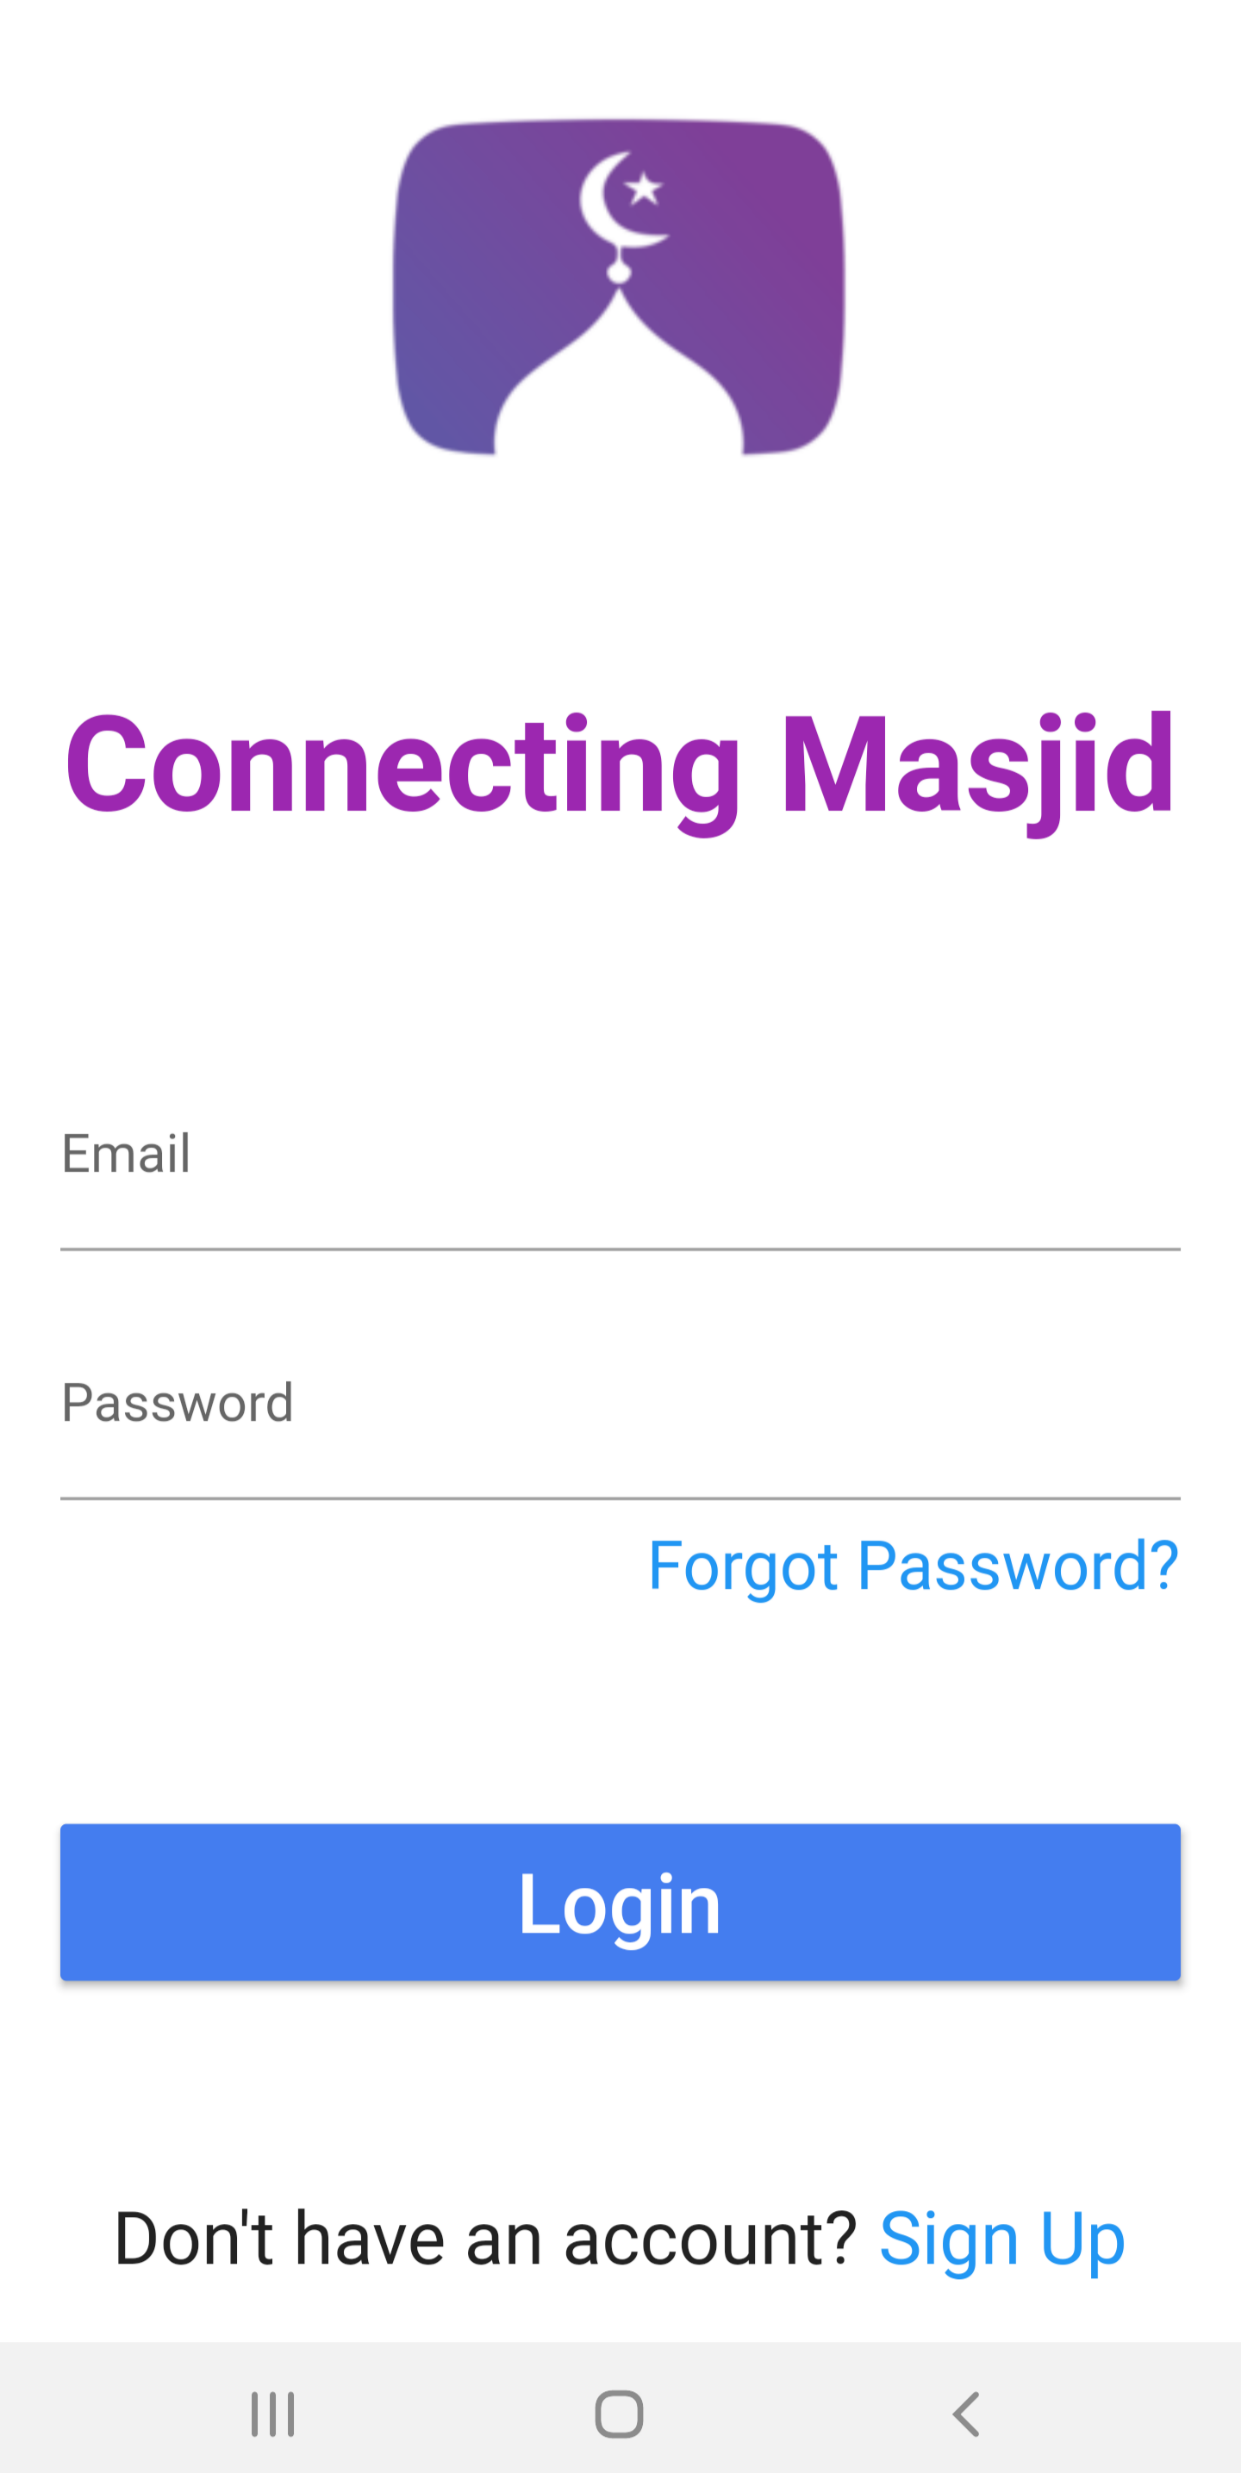 Connecting Masjid
Email
Password
Forgot Password?
Login
Don't have an account? Sign Up